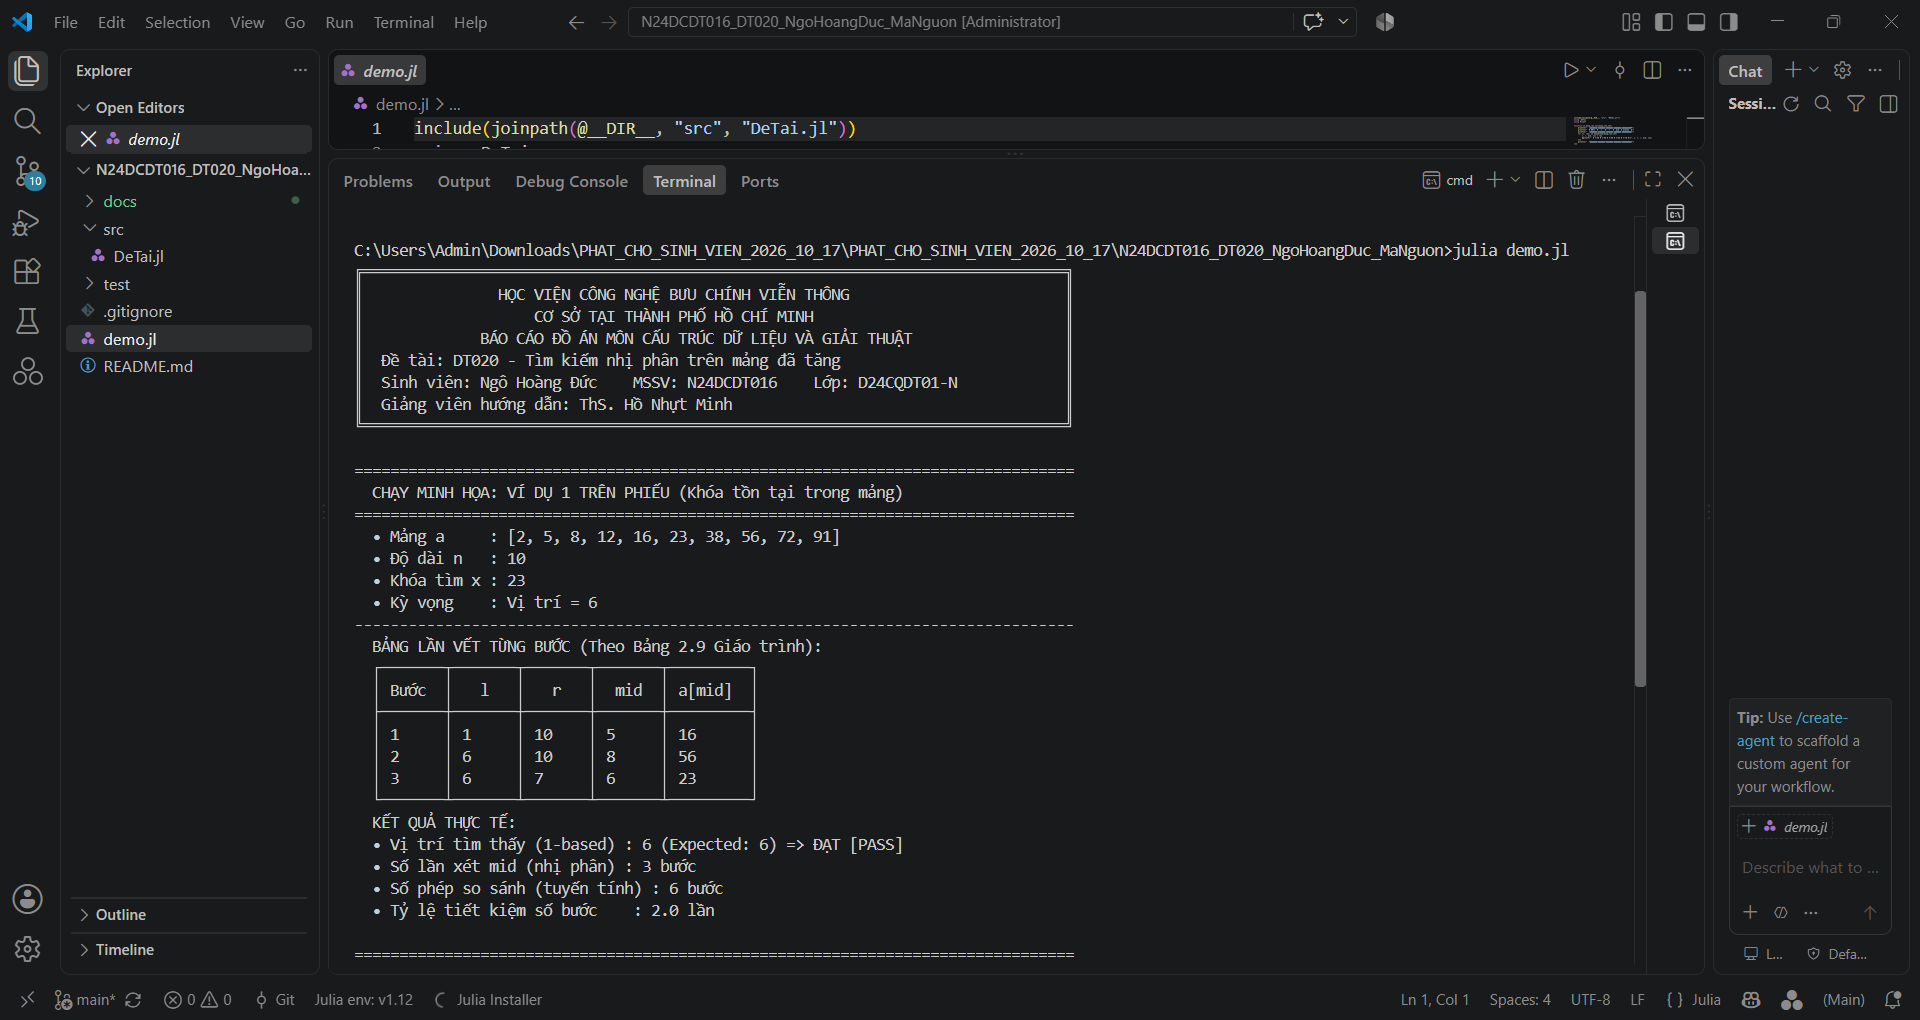 File Edit Selection View Go Run Terminal Help
N24DCDT016_DT020_NgoHoangDuc_MaNguon [Administrator]
Explorer
Open Editors
demo.jl
N24DCDT016_DT020_NgoHoa...
docs
src
DeTai.jl
test
.gitignore
demo.jl
README.md
Outline
Timeline
10
demo.jl
demo.jl > ...
1 include(joinpath(@__DIR__, "src", "DeTai.jl"))
Problems Output Debug Console Terminal Ports
cmd
C:\Users\Admin\Downloads\PHAT_CHO_SINH_VIEN_2026_10_17\PHAT_CHO_SINH_VIEN_2026_10_17\N24DCDT016_DT020_NgoHoangDuc_MaNguon>julia demo.jl
HỌC VIỆN CÔNG NGHỆ BƯU CHÍNH VIỄN THÔNG
CƠ SỞ TẠI THÀNH PHỐ HỒ CHÍ MINH
BÁO CÁO ĐỒ ÁN MÔN CẤU TRÚC DỮ LIỆU VÀ GIẢI THUẬT
Đề tài: DT020 - Tìm kiếm nhị phân trên mảng đã tăng
Sinh viên: Ngô Hoàng Đức MSSV: N24DCDT016 Lớp: D24CQDT01-N
Giảng viên hướng dẫn: ThS. Hồ Nhựt Minh
================================================================================
CHẠY MINH HỌA: VÍ DỤ 1 TRÊN PHIẾU (Khóa tồn tại trong mảng)
================================================================================
• Mảng a : [2, 5, 8, 12, 16, 23, 38, 56, 72, 91]
• Độ dài n : 10
• Khóa tìm x : 23
• Kỳ vọng : Vị trí = 6
--------------------------------------------------------------------------------
BẢNG LẦN VẾT TỪNG BƯỚC (Theo Bảng 2.9 Giáo trình):
Bước l r mid a[mid]
1 1 10 5 16
2 6 10 8 56
3 6 7 6 23
KẾT QUẢ THỰC TẾ:
• Vị trí tìm thấy (1-based) : 6 (Expected: 6) => ĐẠT [PASS]
• Số lần xét mid (nhị phân) : 3 bước
• Số phép so sánh (tuyến tính) : 6 bước
• Tỷ lệ tiết kiệm số bước : 2.0 lần
================================================================================
Chat
Sessi...
Tip: Use /create-
agent to scaffold a
custom agent for
your workflow.
demo.jl
Describe what to ...
L... Defa...
main* 0 0 Git Julia env: v1.12 Julia Installer
Ln 1, Col 1 Spaces: 4 UTF-8 LF { } Julia (Main)